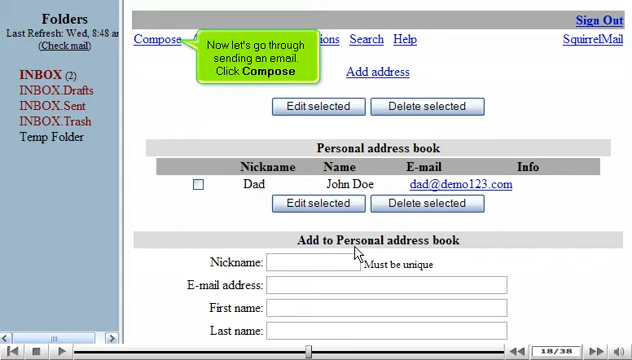 Folders
Last Refresh: Wed, 8:48 a
(Check mail)
INBOX (2)
INBOX.Drafts
INBOX.Sent
INBOX.Trash
Temp Folder
Sign Out
Compose
Search Help
SquirrelMail
Now let's go through
sending an email.
Click Compose
Add address
Edit selected Delete selected
Personal address book
Nickname Name E-mail Info
Dad John Doe dad@demo123.com
Edit selected Delete selected
Add to Personal address book
Nickname: Must be unique
E-mail address:
First name:
Last name:
18/38